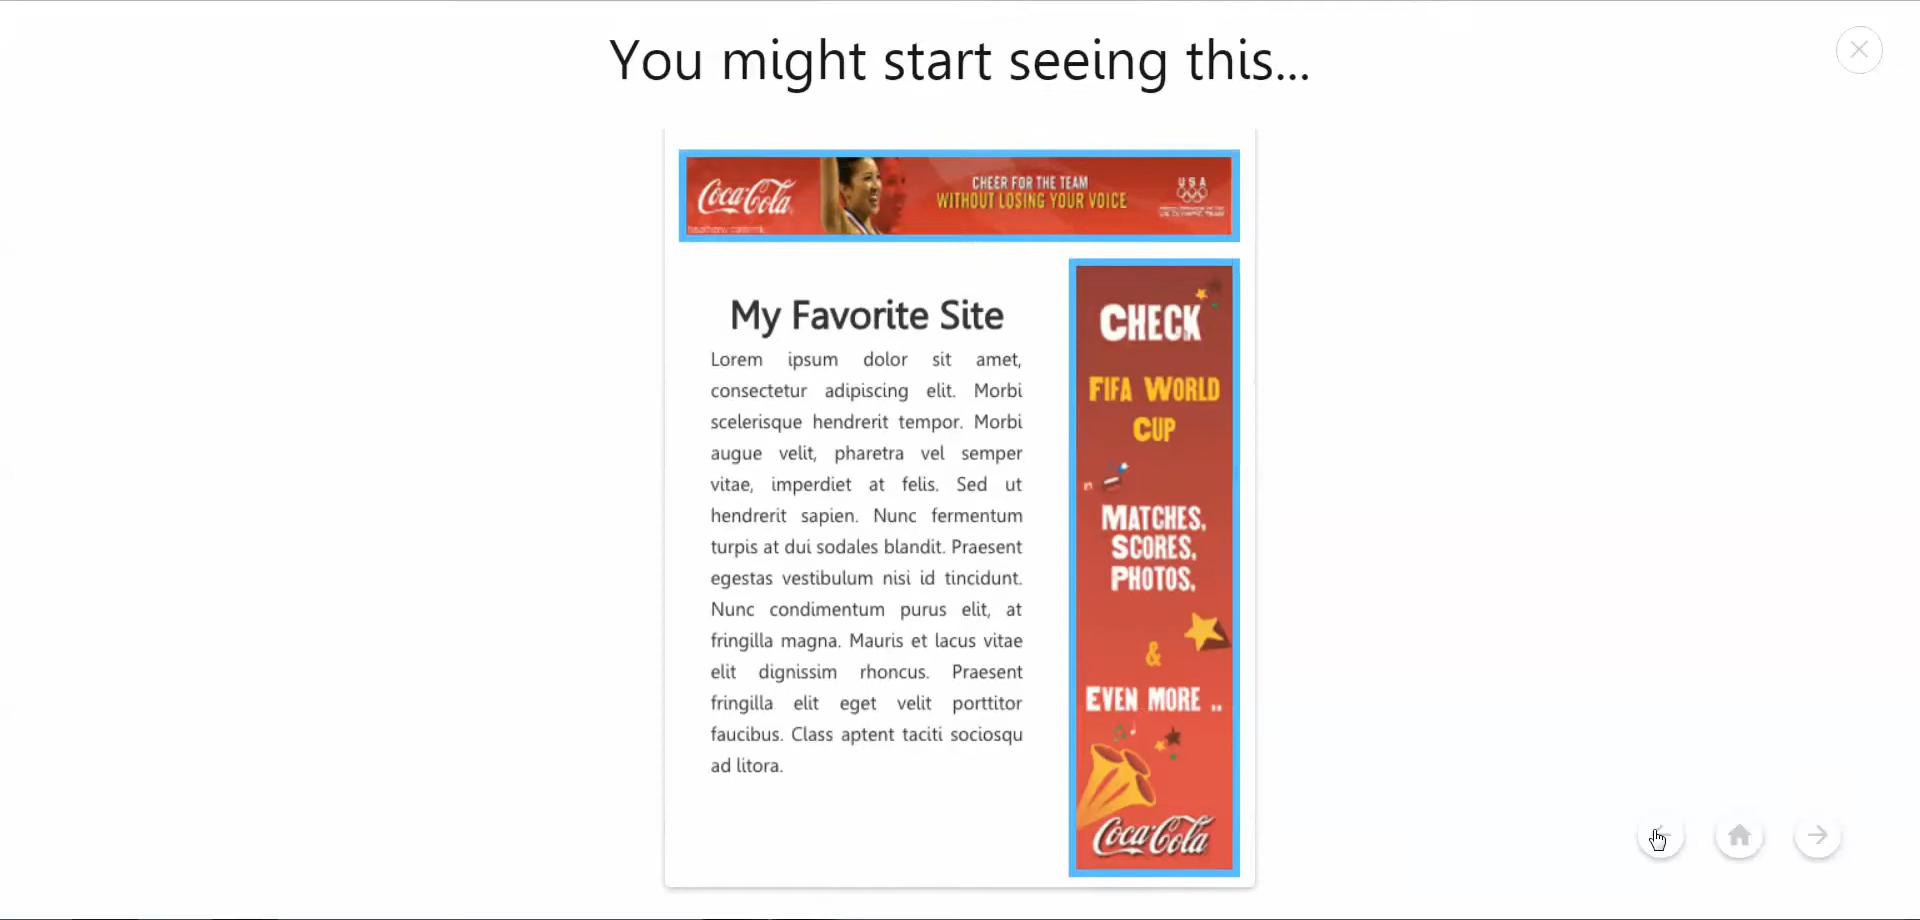 You might start seeing this...
Coca-Cola
CHEER FOR THE TEAM
WITHOUT LOSING YOUR VOICE
USA
My Favorite Site
Lorem ipsum dolor sit amet,
consectetur adipiscing elit. Morbi
scelerisque hendrerit tempor. Morbi
augue velit, pharetra vel semper
vitae, imperdiet at felis. Sed ut
hendrerit sapien. Nunc fermentum
turpis at dui sodales blandit. Praesent
egestas vestibulum nisi id tincidunt.
Nunc condimentum purus elit, at
fringilla magna. Mauris et lacus vitae
elit dignissim rhoncus. Praesent
fringilla elit eget velit porttitor
faucibus. Class aptent taciti sociosqu
ad litora.
CHECK
FIFA WORLD
CUP
MATCHES,
SCORES,
PHOTOS,
&
EVEN MORE ..
Coca-Cola